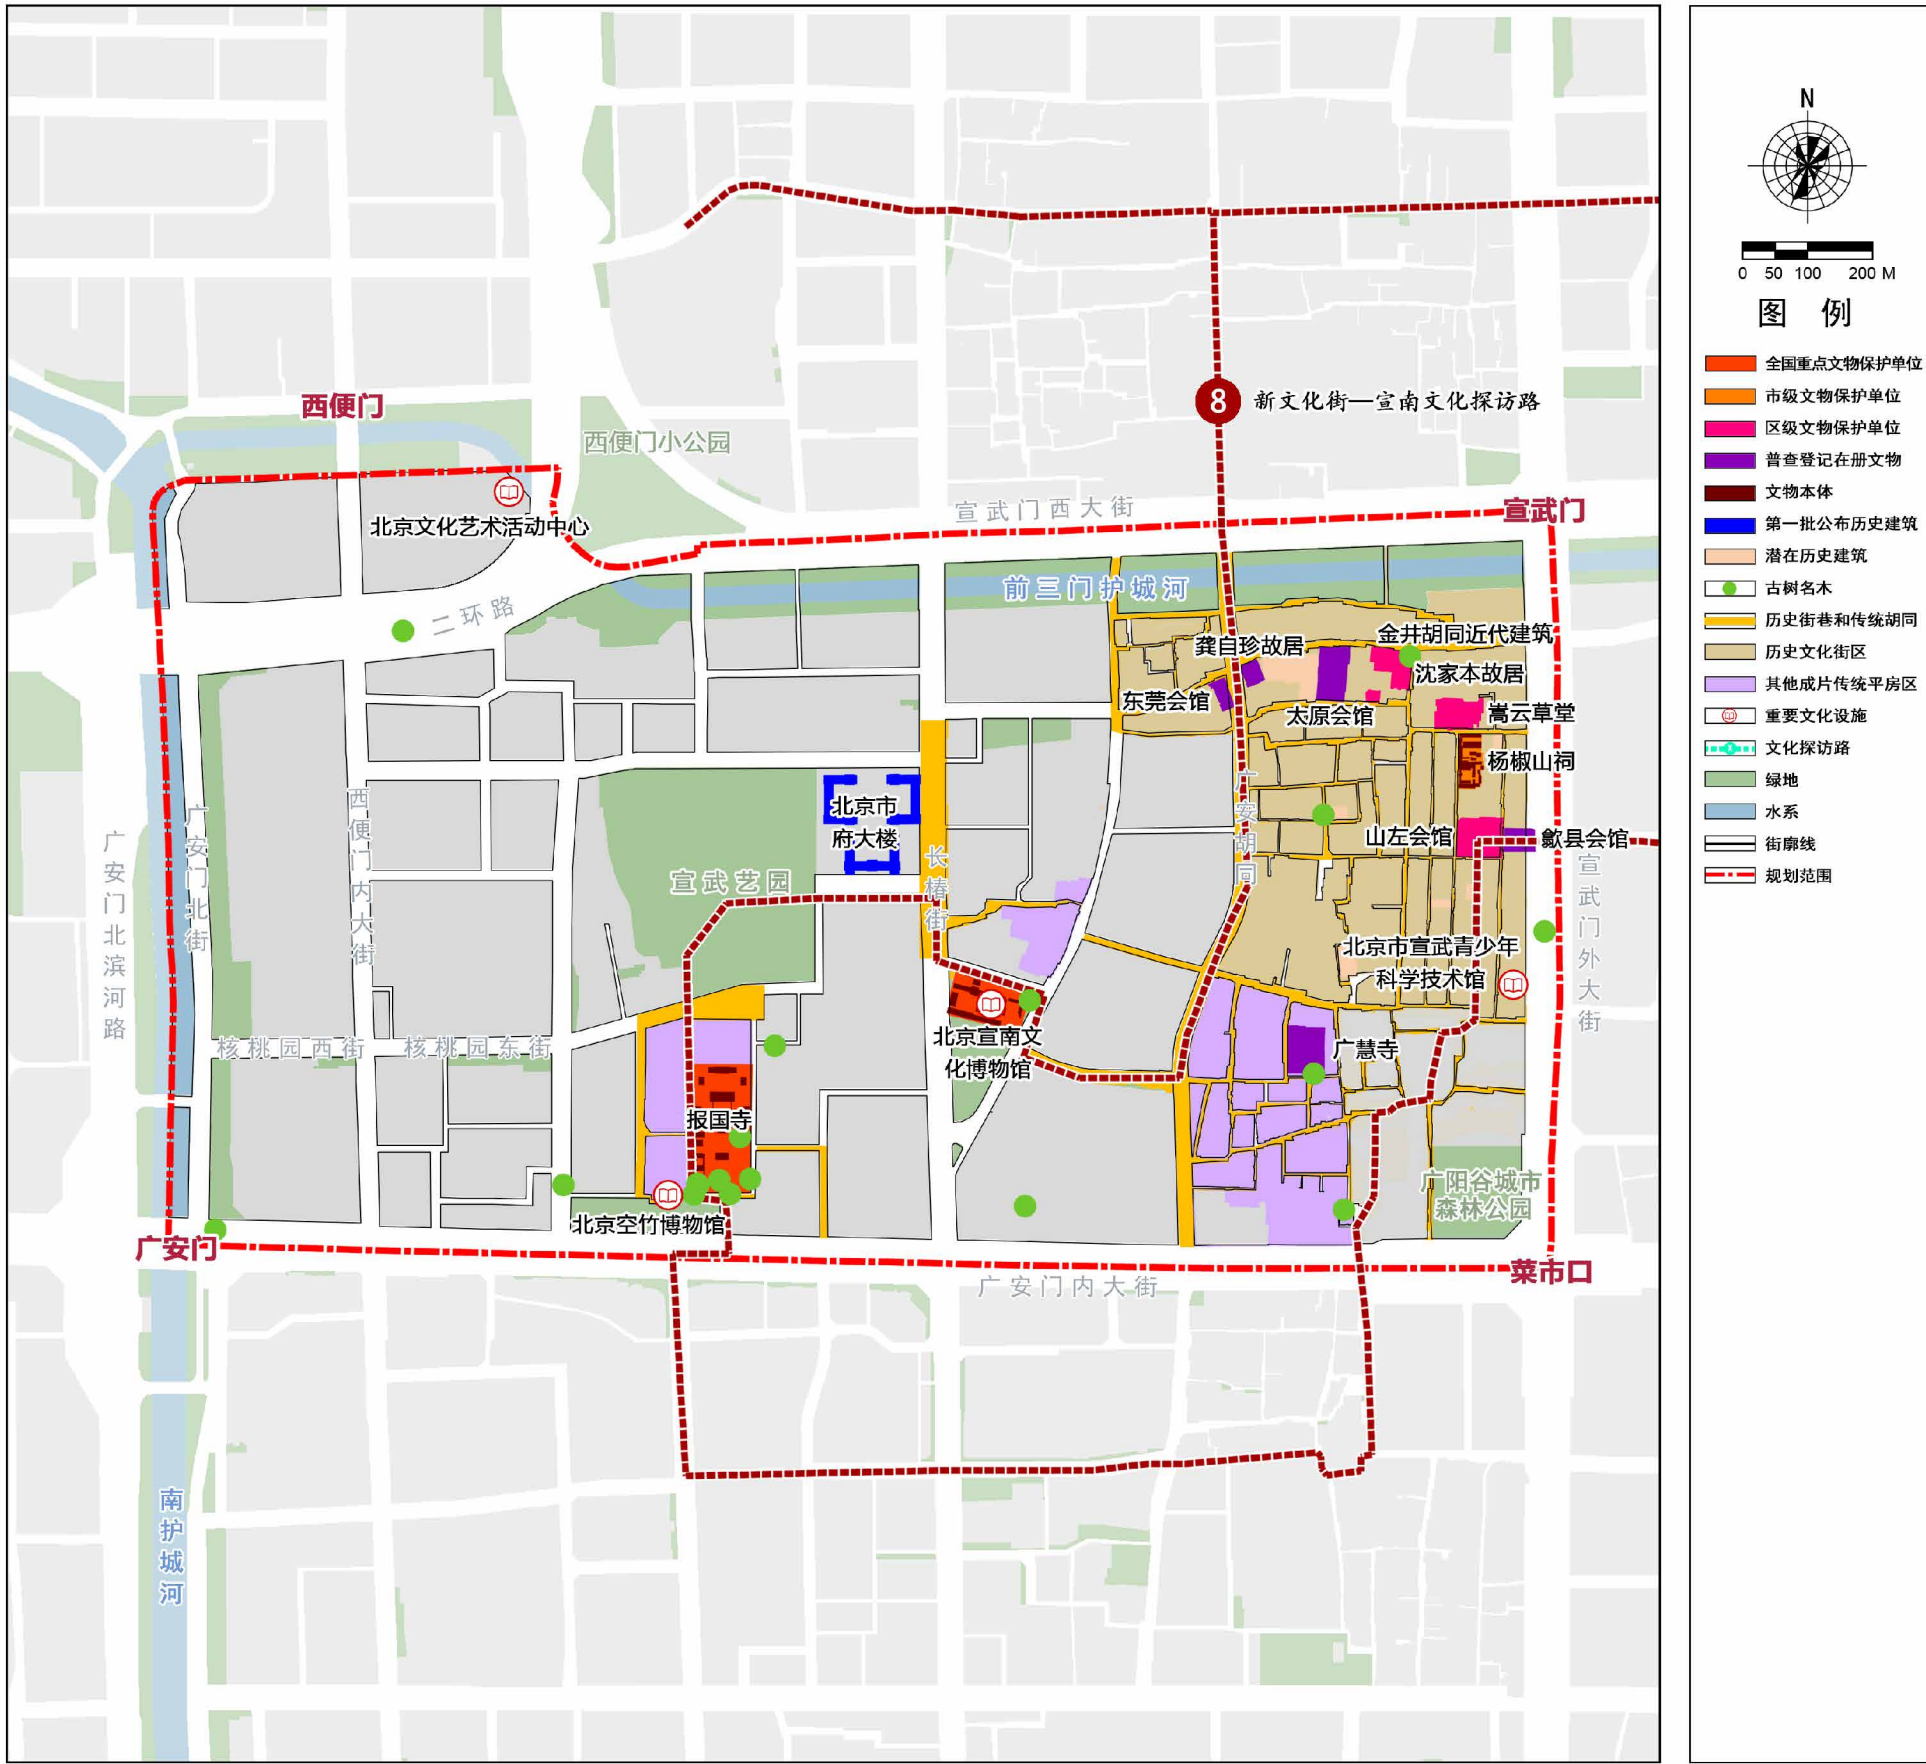 8 新文化街—宣南文化探访路
西便门
西便门小公园
宣武门西大街
宣武门
北京文化艺术活动中心
前三门护城河
二环路
龚自珍故居
金井胡同近代建筑
沈家本故居
东莞会馆
太原会馆
嵩云草堂
杨椒山祠
北京市
府大楼
山左会馆
歙县会馆
广安门北滨河路
广安门北街
西便门内大街
宣武艺园
长椿街
广安胡同
宣武门外大街
北京市宣武青少年
科学技术馆
核桃园西街
核桃园东街
北京宣南文
化博物馆
广慧寺
报国寺
广阳谷城市
森林公园
北京空竹博物馆
广安门
菜市口
广安门内大街
南护城河
N
0 50 100 200 M
图 例
全国重点文物保护单位
市级文物保护单位
区级文物保护单位
普查登记在册文物
文物本体
第一批公布历史建筑
潜在历史建筑
古树名木
历史街巷和传统胡同
历史文化街区
其他成片传统平房区
重要文化设施
文化探访路
绿地
水系
街廓线
规划范围